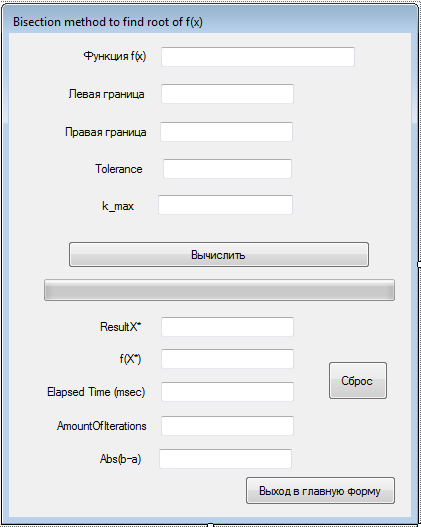 Bisection method to find root of f(x)
Функция f(x)
Левая граница
Правая граница
Tolerance
k_max
Вычислить
ResultX*
f(X*)
Сброс
Elapsed Time (msec)
AmountOfIterations
Abs(b-a)
Выход в главную форму